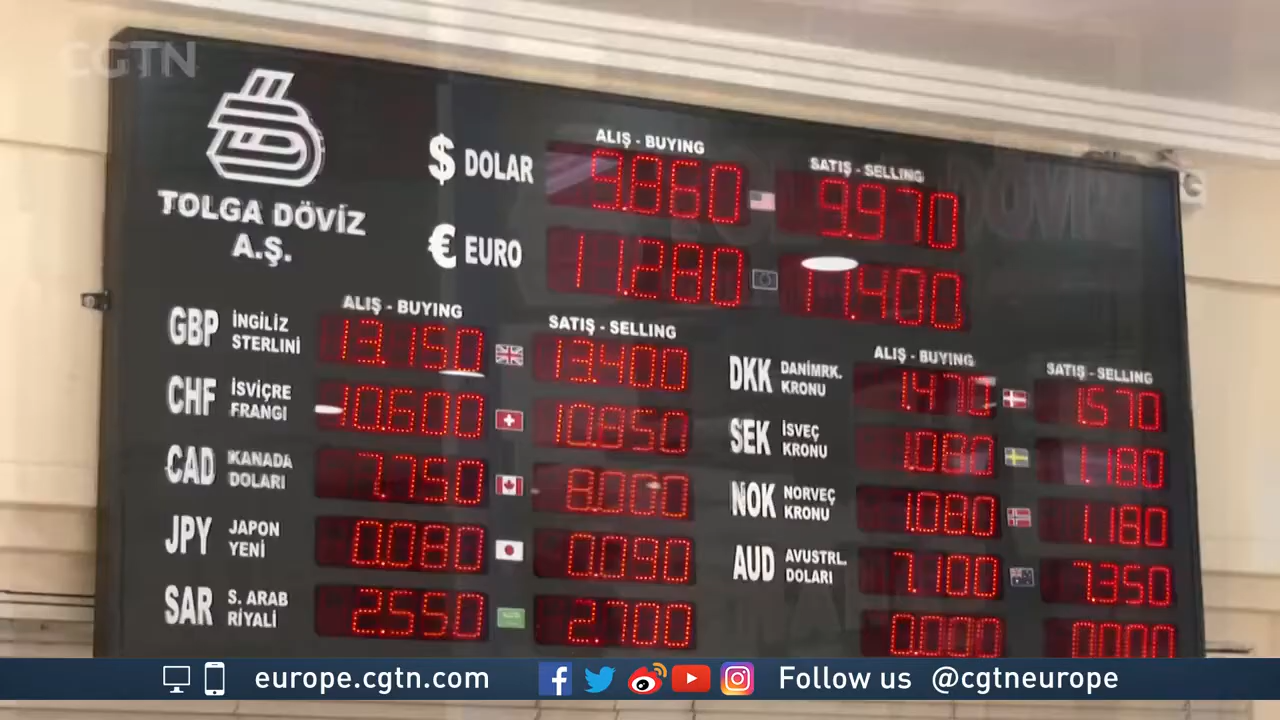 CGTN
TOLGA DÖVİZ
A.Ş.
ALIŞ - BUYING
SATIŞ - SELLING
$ DOLAR 9.860 9.970
€ EURO 11.280 11.400
ALIŞ - BUYING
SATIŞ - SELLING
GBP İNGİLİZ STERLINİ 13.150 13.400
CHF İSVİÇRE FRANGI 10.600 10.850
CAD KANADA DOLARI 7.750 8.000
JPY JAPON YENİ 0.080 0.090
SAR S. ARAB RİYALİ 2.550 2.700
ALIŞ - BUYING
SATIŞ - SELLING
DKK DANİMRK. KRONU 1.470 1.570
SEK İSVEÇ KRONU 1.080 1.180
NOK NORVEÇ KRONU 1.080 1.180
AUD AVUSTRL. DOLARI 7.100 7.350
0.000 0.000
europe.cgtn.com
Follow us @cgtneurope